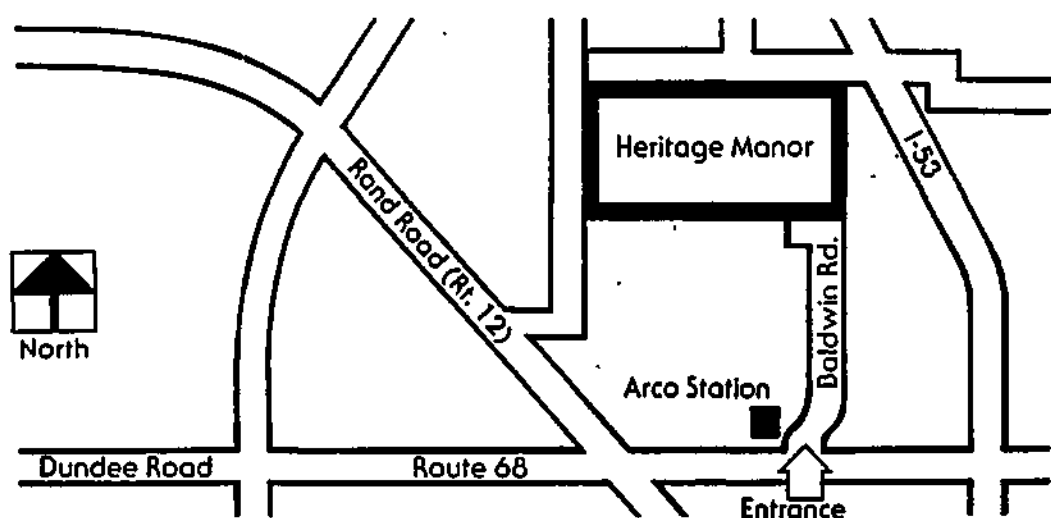 Heritage Manor
I-53
Rand Road (Rt. 12)
Baldwin Rd.
North
Arco Station
Dundee Road
Route 68
Entrance